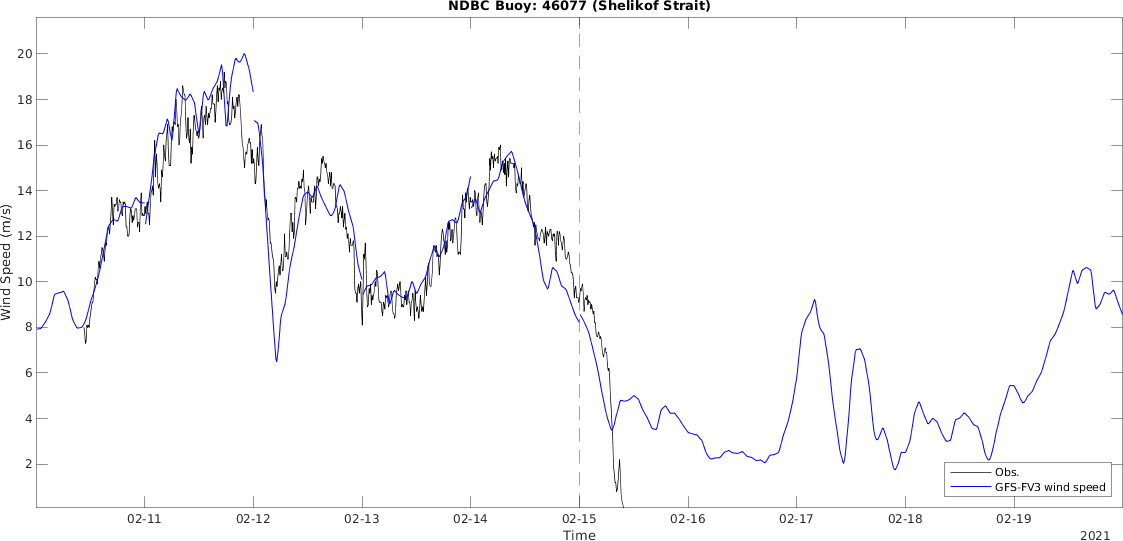 NDBC Buoy: 46077 (Shelikof Strait)
Wind Speed (m/s)
20
18
16
14
12
10
8
6
4
2
Obs.
GFS-FV3 wind speed
02-11 02-12 02-13 02-14 02-15 02-16 02-17 02-18 02-19
Time
2021